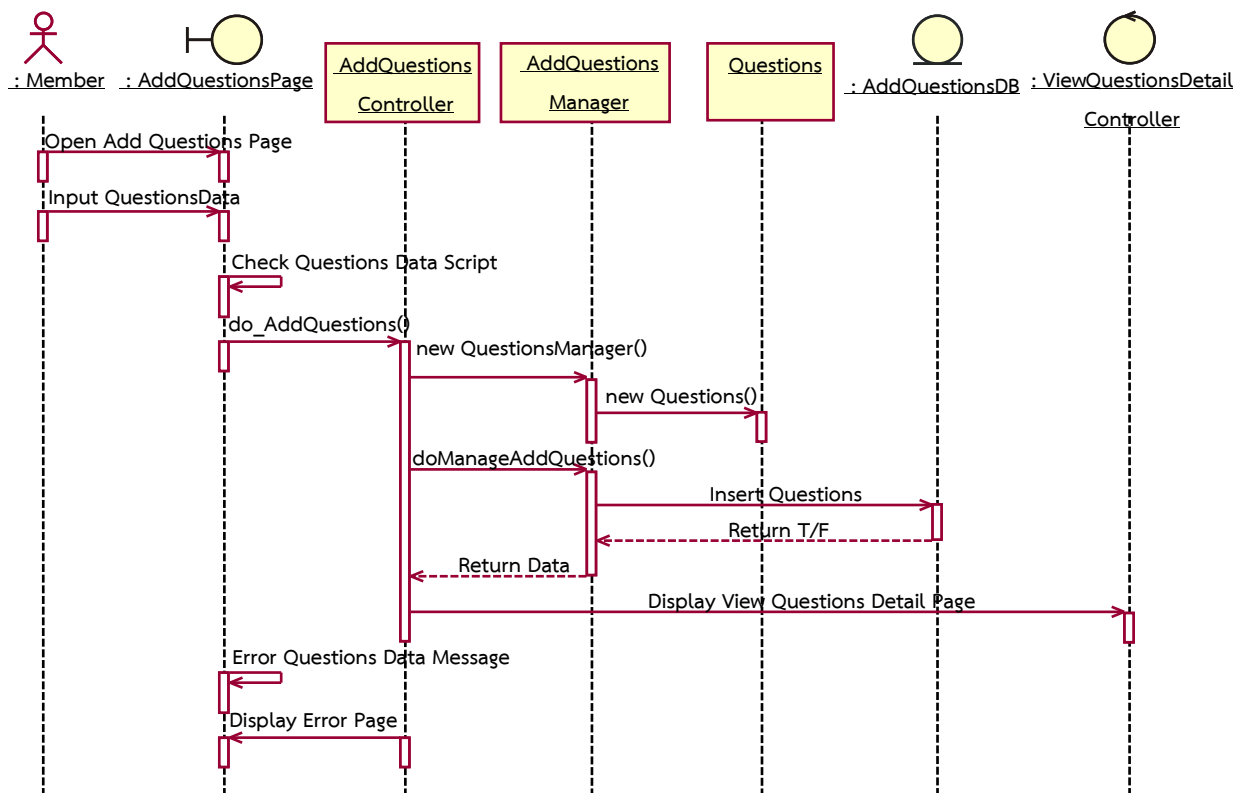 : Member
: AddQuestionsPage
AddQuestions
Controller
AddQuestions
Manager
Questions
: AddQuestionsDB
: ViewQuestionsDetail
Controller
Open Add Questions Page
Input QuestionsData
Check Questions Data Script
do_AddQuestions()
new QuestionsManager()
new Questions()
doManageAddQuestions()
Insert Questions
Return T/F
Return Data
Display View Questions Detail Page
Error Questions Data Message
Display Error Page